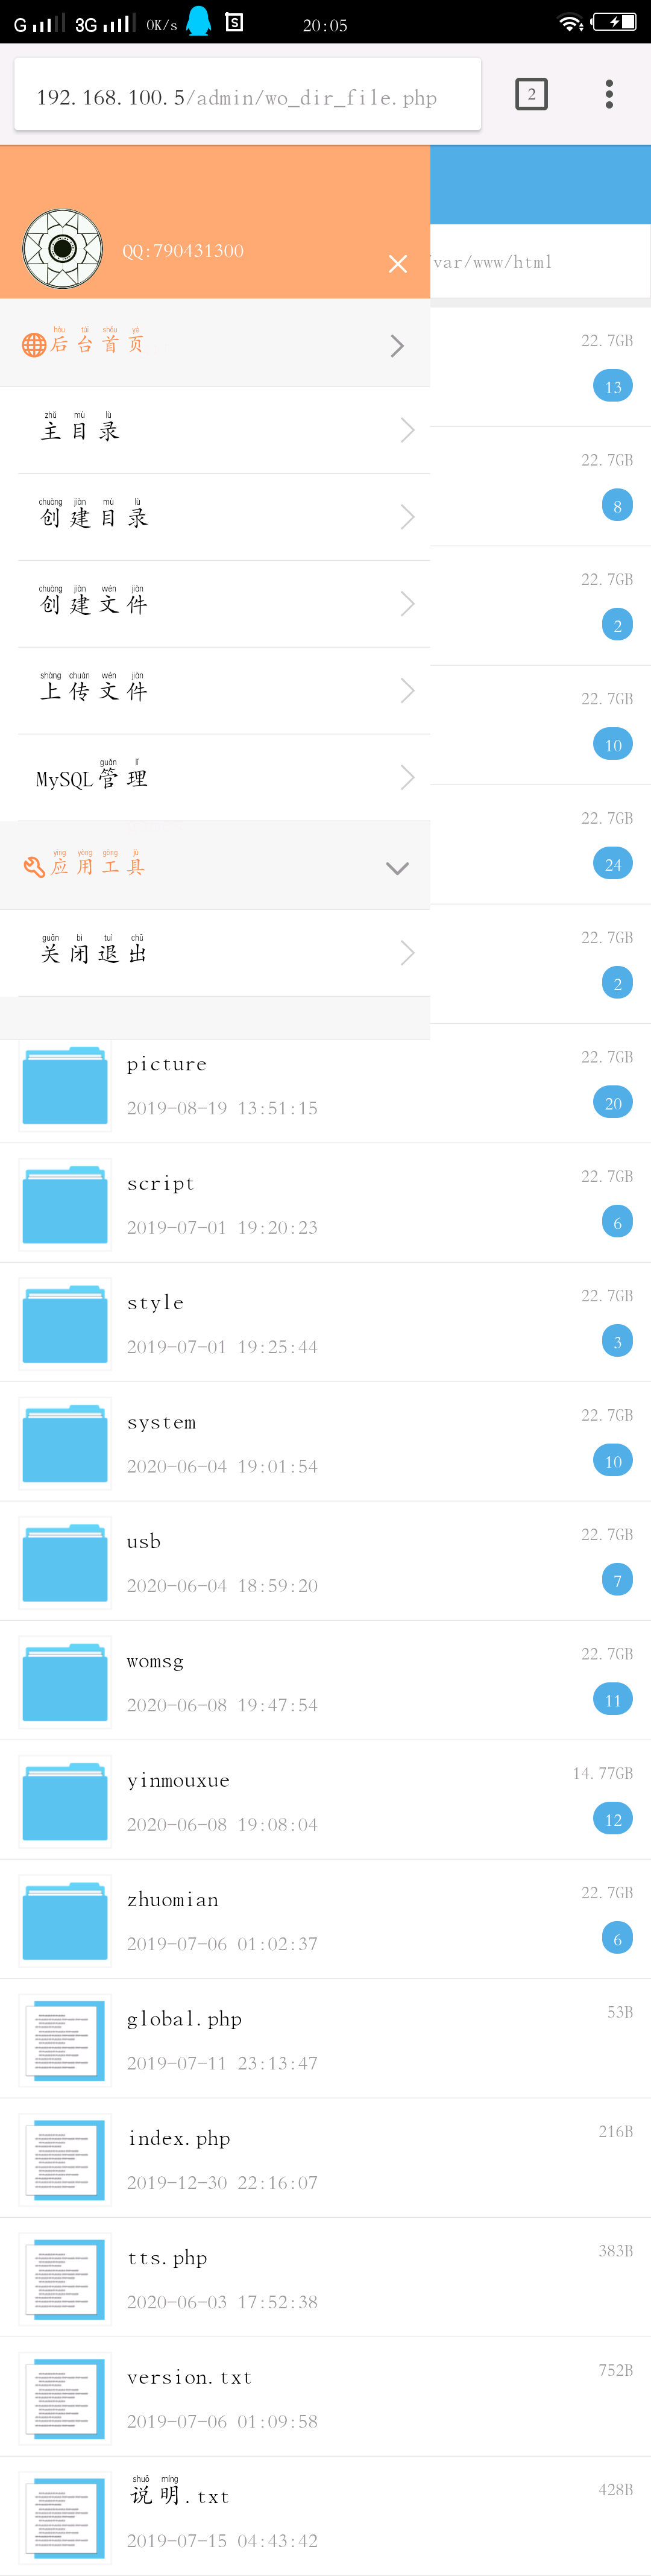 G 3G 0K/s 20:05
192.168.100.5/admin/wo_dir_file.php 2
QQ:790431300
var/www/html
hòu tái shǒu yè
后台首页
22.7GB
13
zhǔ mù lù
主目录
22.7GB
8
chuàng jiàn mù lù
创建目录
22.7GB
2
chuàng jiàn wén jiàn
创建文件
shàng chuán wén jiàn
上传文件
22.7GB
10
guǎn lǐ
MySQL管理
22.7GB
24
yīng yòng gōng jù
应用工具
22.7GB
2
guān bì tuì chū
关闭退出
picture 22.7GB
2019-08-19 13:51:15 20
script 22.7GB
2019-07-01 19:20:23 6
style 22.7GB
2019-07-01 19:25:44 3
system 22.7GB
2020-06-04 19:01:54 10
usb 22.7GB
2020-06-04 18:59:20 7
womsg 22.7GB
2020-06-08 19:47:54 11
yinmouxue 14.77GB
2020-06-08 19:08:04 12
zhuomian 22.7GB
2019-07-06 01:02:37 6
global.php 53B
2019-07-11 23:13:47
index.php 216B
2019-12-30 22:16:07
tts.php 383B
2020-06-03 17:52:38
version.txt 752B
2019-07-06 01:09:58
shuō míng
说明.txt 428B
2019-07-15 04:43:42